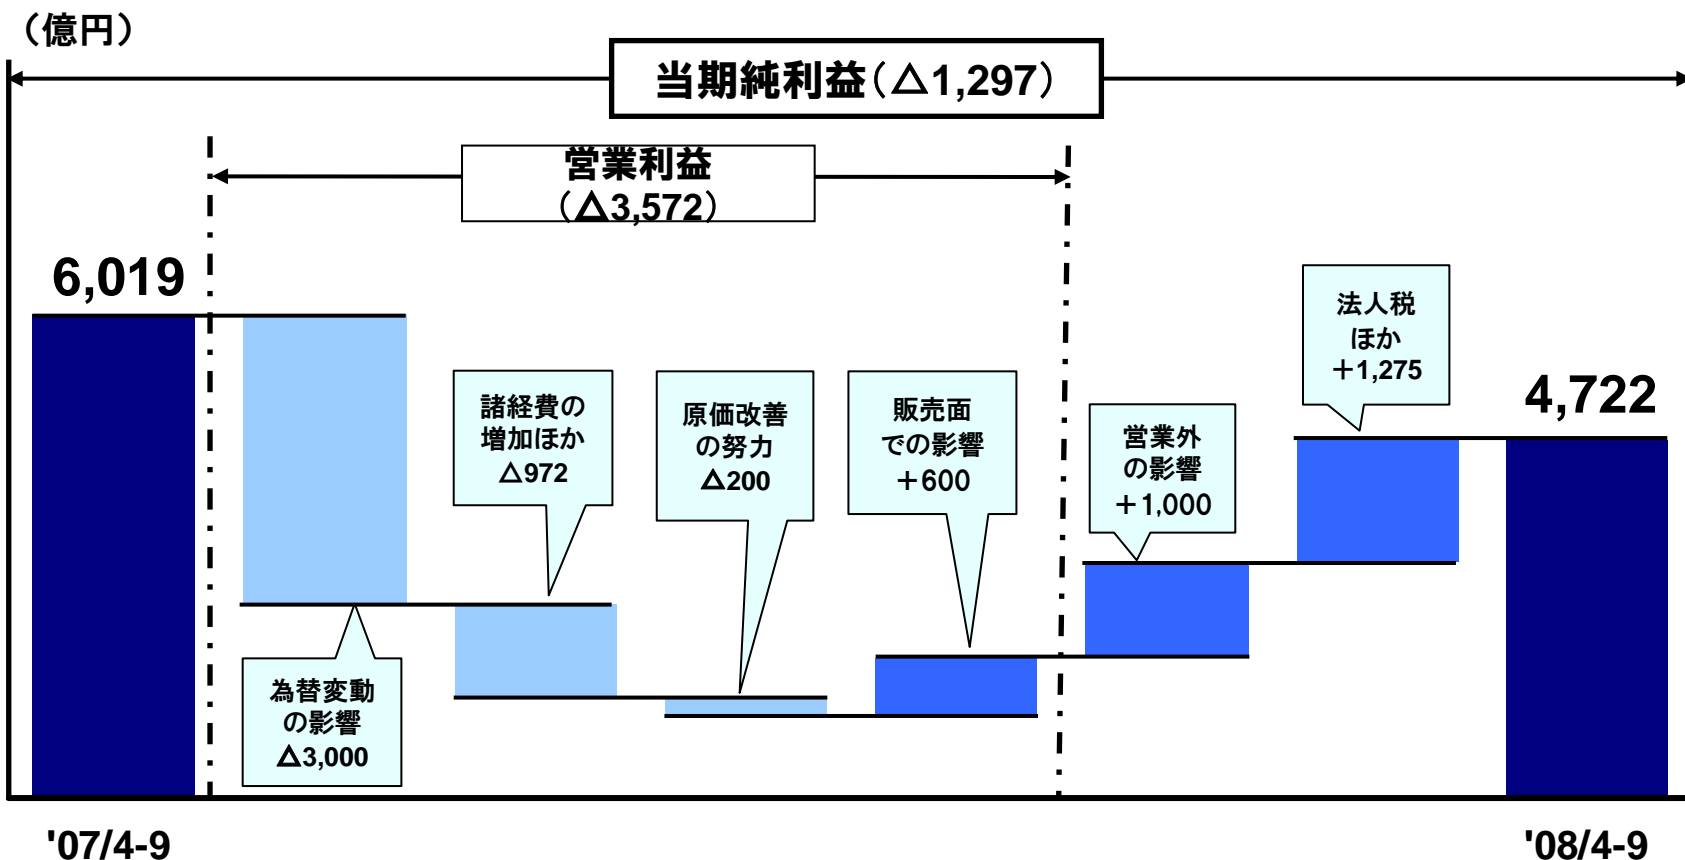 （億円）
当期純利益（△1,297）
営業利益
（△3,572）
6,019
為替変動
の影響
△3,000
諸経費の
増加ほか
△972
原価改善
の努力
△200
販売面
での影響
＋600
営業外
の影響
＋1,000
法人税
ほか
＋1,275
4,722
'07/4-9
'08/4-9